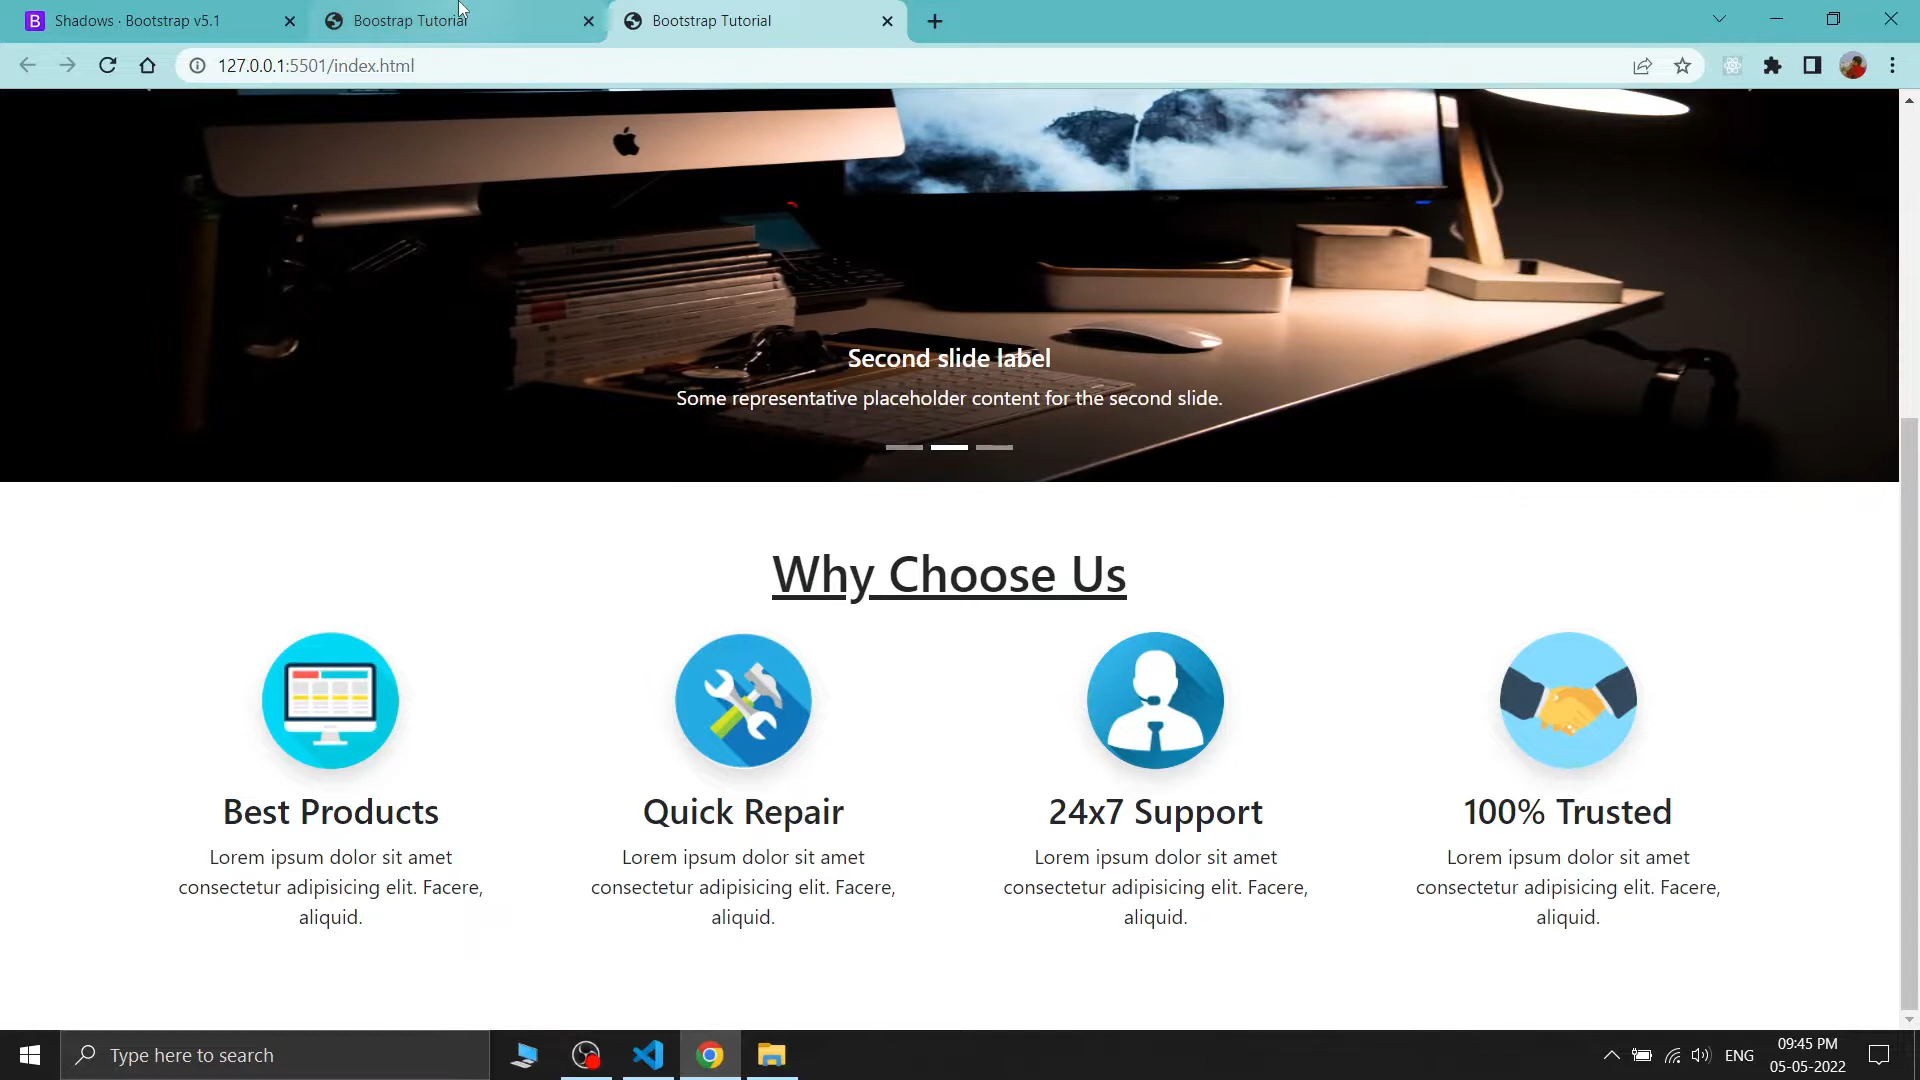 Shadows · Bootstrap v5.1
Boostrap Tutorial
Bootstrap Tutorial
127.0.0.1:5501/index.html
Second slide label
Some representative placeholder content for the second slide.
Why Choose Us
Best Products
Lorem ipsum dolor sit amet
consectetur adipisicing elit. Facere,
aliquid.
Quick Repair
Lorem ipsum dolor sit amet
consectetur adipisicing elit. Facere,
aliquid.
24x7 Support
Lorem ipsum dolor sit amet
consectetur adipisicing elit. Facere,
aliquid.
100% Trusted
Lorem ipsum dolor sit amet
consectetur adipisicing elit. Facere,
aliquid.
Type here to search
ENG
09:45 PM
05-05-2022